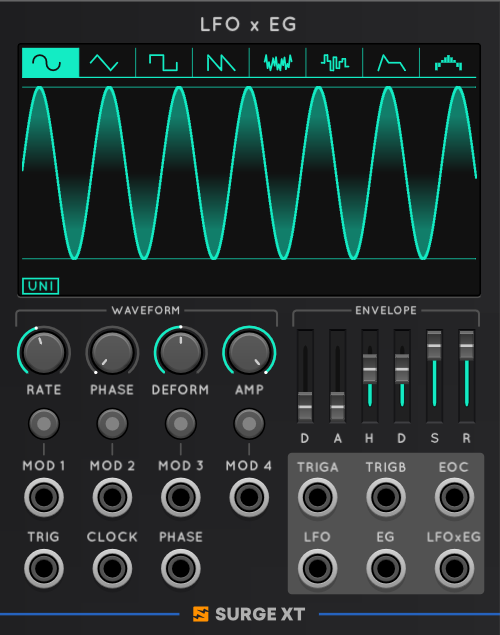 LFO x EG
UNI
WAVEFORM
ENVELOPE
RATE PHASE DEFORM AMP
D A H D S R
MOD 1 MOD 2 MOD 3 MOD 4
TRIGA TRIGB EOC
TRIG CLOCK PHASE
LFO EG LFOxEG
SURGE XT